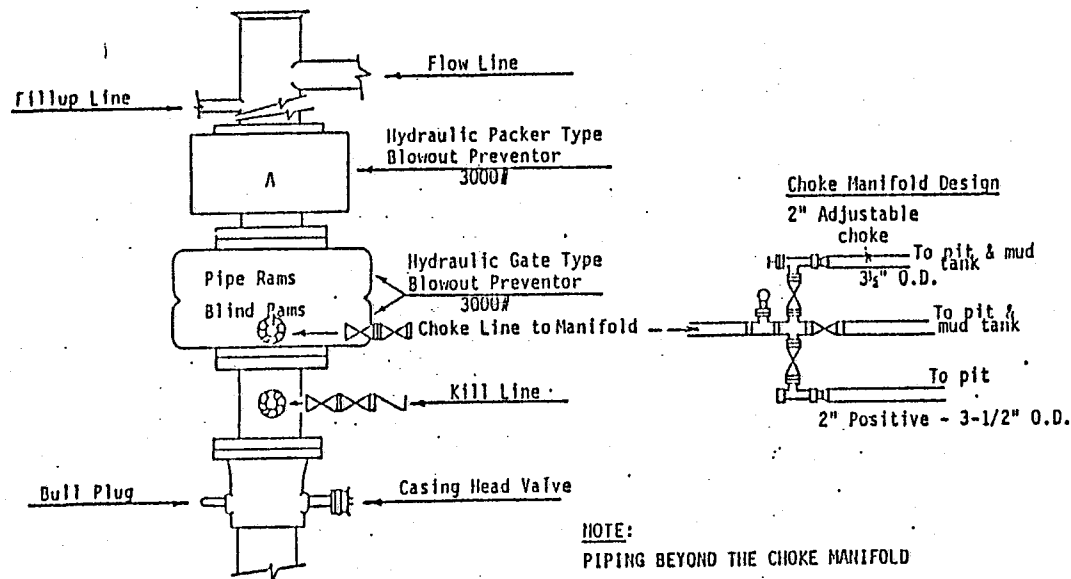 Flow Line
Fillup Line
Hydraulic Packer Type
Blowout Preventor
3000#
A
Choke Manifold Design
2" Adjustable
choke
To pit & mud
tank
3½" O.D.
Pipe Rams
Blind Rams
Hydraulic Gate Type
Blowout Preventor
3000#
Choke Line to Manifold
To pit &
mud tank
To pit
Kill Line
2" Positive - 3-1/2" O.D.
Bull Plug
Casing Head Valve
NOTE:
PIPING BEYOND THE CHOKE MANIFOLD